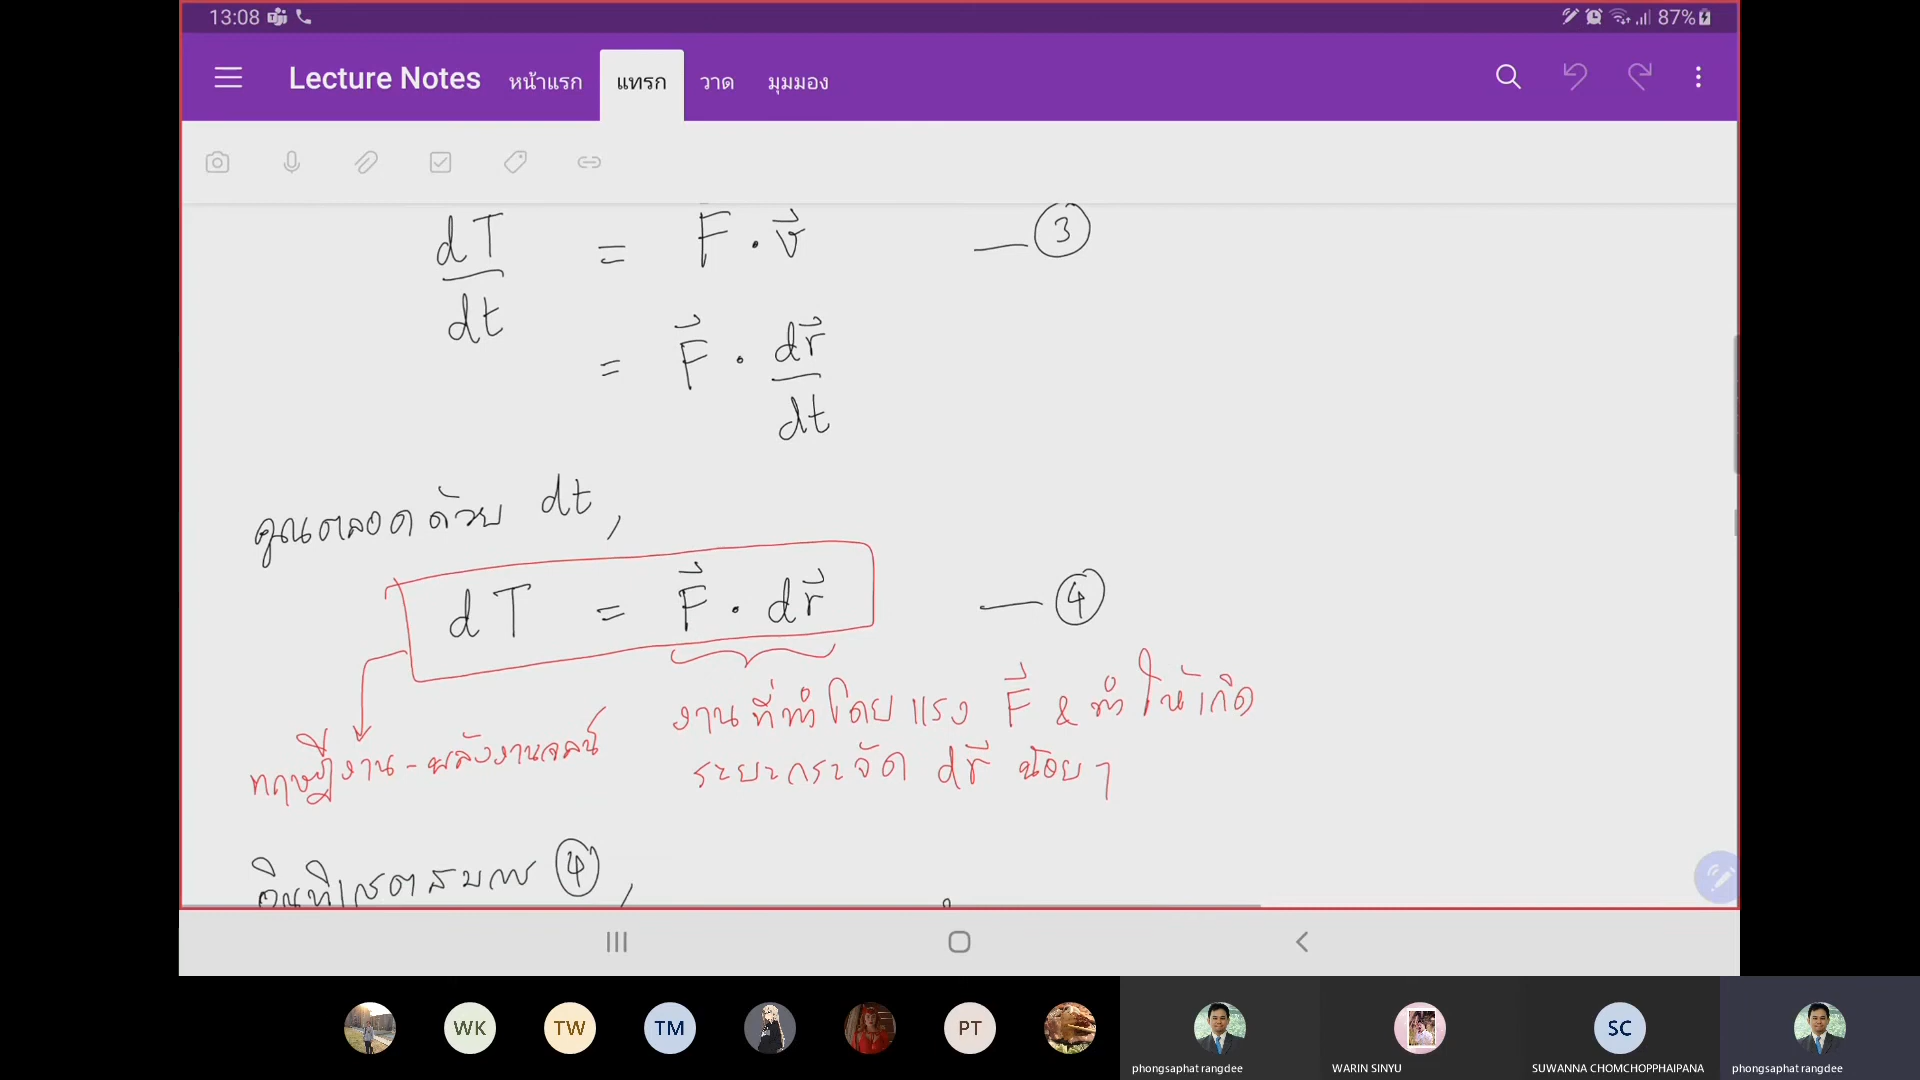 13:08 87%
Lecture Notes หน้าแรก แทรก วาด มุมมอง
dT/dt = F · v⃗ — ③
= F⃗ · dr⃗/dt
คูณตลอดด้วย dt,
dT = F⃗ · dr⃗ — ④
งานที่ทำโดยแรง F⃗ & ทำให้เกิด
ทฤษฎีงาน-พลังงานจลน์
ระยะกระจัด dr⃗ น้อยๆ
อินทิเกรตสมการ ④,
WK TW TM PT SC
phongsaphat rangdee WARIN SINYU SUWANNA CHOMCHOPPHAIPANA phongsaphat rangdee